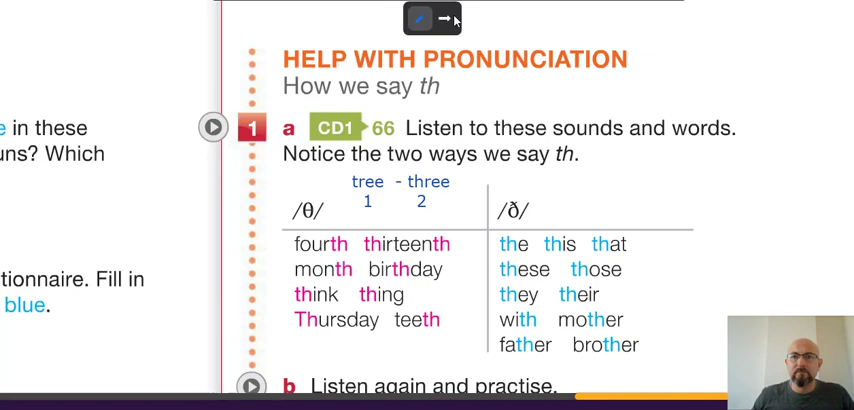 HELP WITH PRONUNCIATION
How we say th
e in these
uns? Which
1 a CD1 66 Listen to these sounds and words.
Notice the two ways we say th.
tree - three
1 2
/θ/ /ð/
fourth thirteenth the this that
month birthday these those
think thing they their
Thursday teeth with mother
father brother
tionnaire. Fill in
blue.
b Listen again and practise.